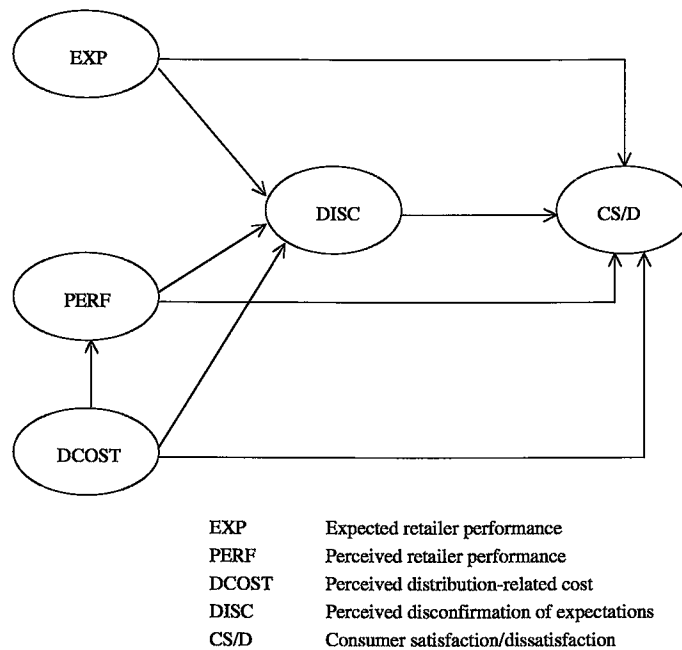 EXP
DISC
CS/D
PERF
DCOST
EXP Expected retailer performance
PERF Perceived retailer performance
DCOST Perceived distribution-related cost
DISC Perceived disconfirmation of expectations
CS/D Consumer satisfaction/dissatisfaction